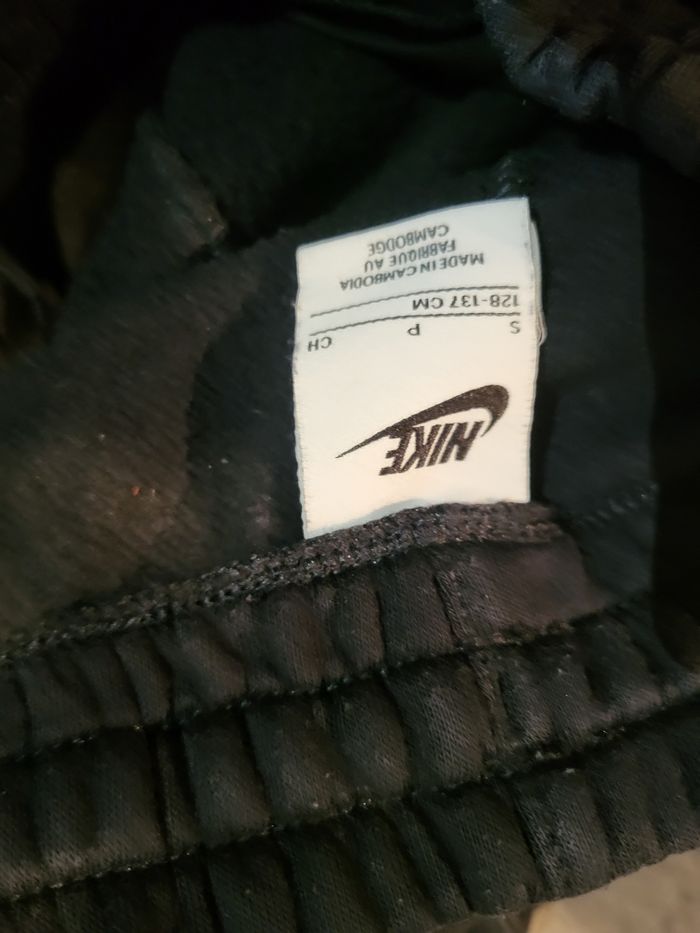 NIKE
S P CH
128-137 CM
MADE IN CAMBODIA
FABRIQUE AU
CAMBODGE